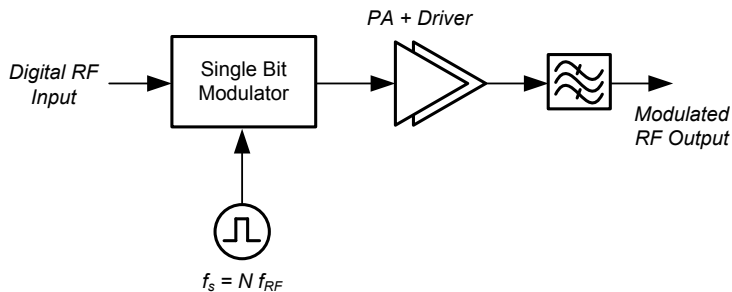 PA + Driver
Digital RF
Input
Single Bit
Modulator
Modulated
RF Output
f_s = N f_RF